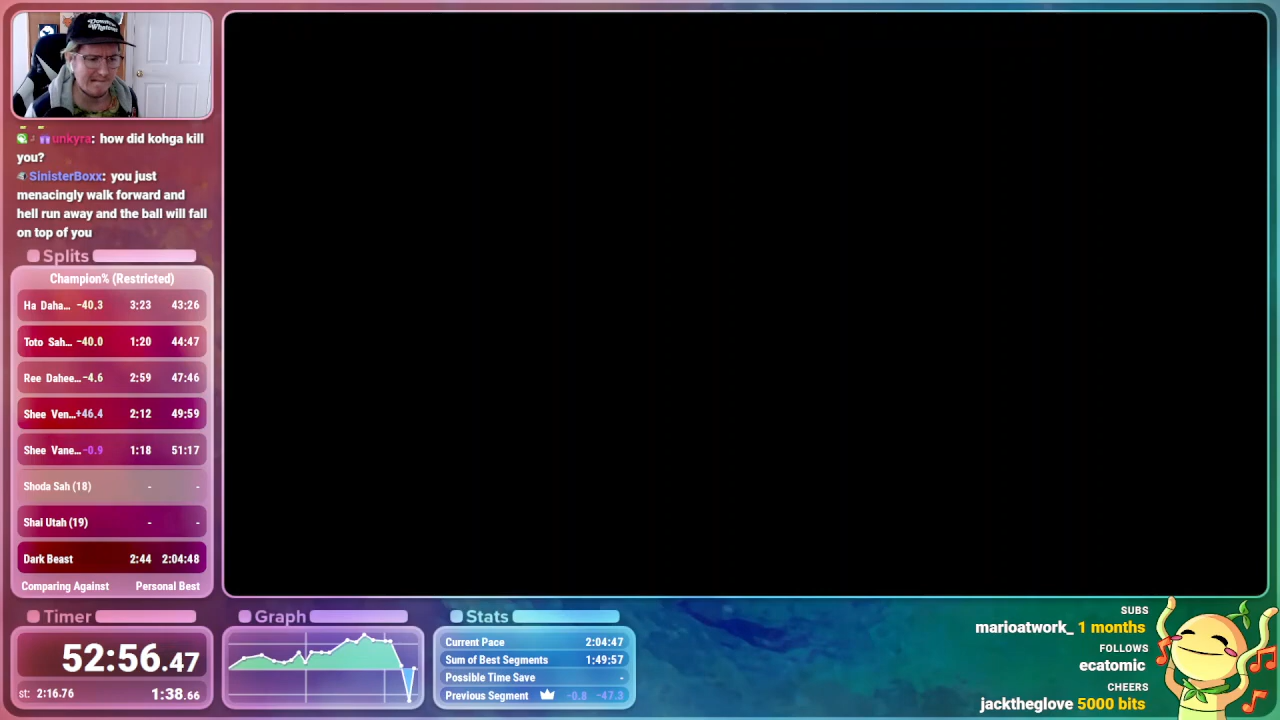 unkyra: how did kohga kill
you?
SinisterBoxx: you just
menacingly walk forward and
hell run away and the ball will fall
on top of you
Splits
Champion% (Restricted)
Ha Daha... -40.3 3:23 43:26
Toto Sah... -40.0 1:20 44:47
Ree Dahee... -4.6 2:59 47:46
Shee Ven... +46.4 2:12 49:59
Shee Vane... -0.9 1:18 51:17
Shoda Sah (18) - -
Shai Utah (19) - -
Dark Beast 2:44 2:04:48
Comparing Against Personal Best
Timer
52:56.47
st: 2:16.76 1:38.66
Graph
Stats
Current Pace 2:04:47
Sum of Best Segments 1:49:57
Possible Time Save -
Previous Segment -0.8 -47.3
SUBS
marioatwork_ 1 months
FOLLOWS
ecatomic
CHEERS
jacktheglove 5000 bits